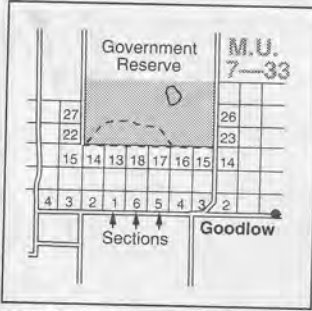 Government
Reserve
M.U.
7—33
27
26
22
23
15 14 13 18 17 16 15 14
4 3 2 1 6 5 4 3 2
Sections
Goodlow